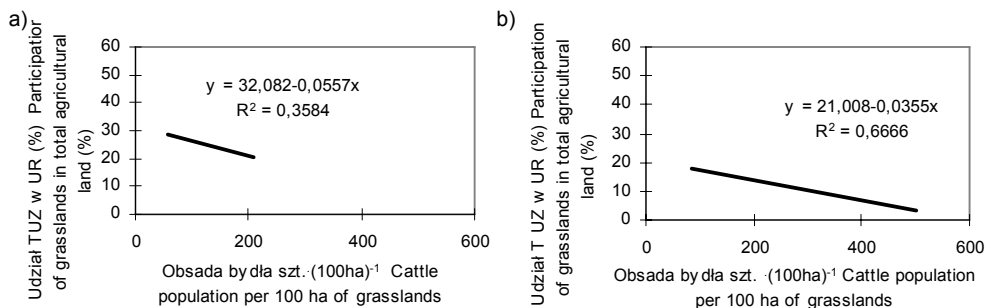 a)
Udział TUZ w UR (%) Participation
of grasslands in total agricultural
land (%)
60
50
40
30
20
10
0
y = 32,082-0,0557x
R² = 0,3584
0 200 400 600
Obsada bydła szt. ·(100ha)⁻¹ Cattle
population per 100 ha of grasslands
b)
Udział T UZ w UR (%) Participation
of grasslands in total agricultural
land (%)
60
50
40
30
20
10
0
y = 21,008-0,0355x
R² = 0,6666
0 200 400 600
Obsada bydła szt. ·(100ha)⁻¹ Cattle population
per 100 ha of grasslands